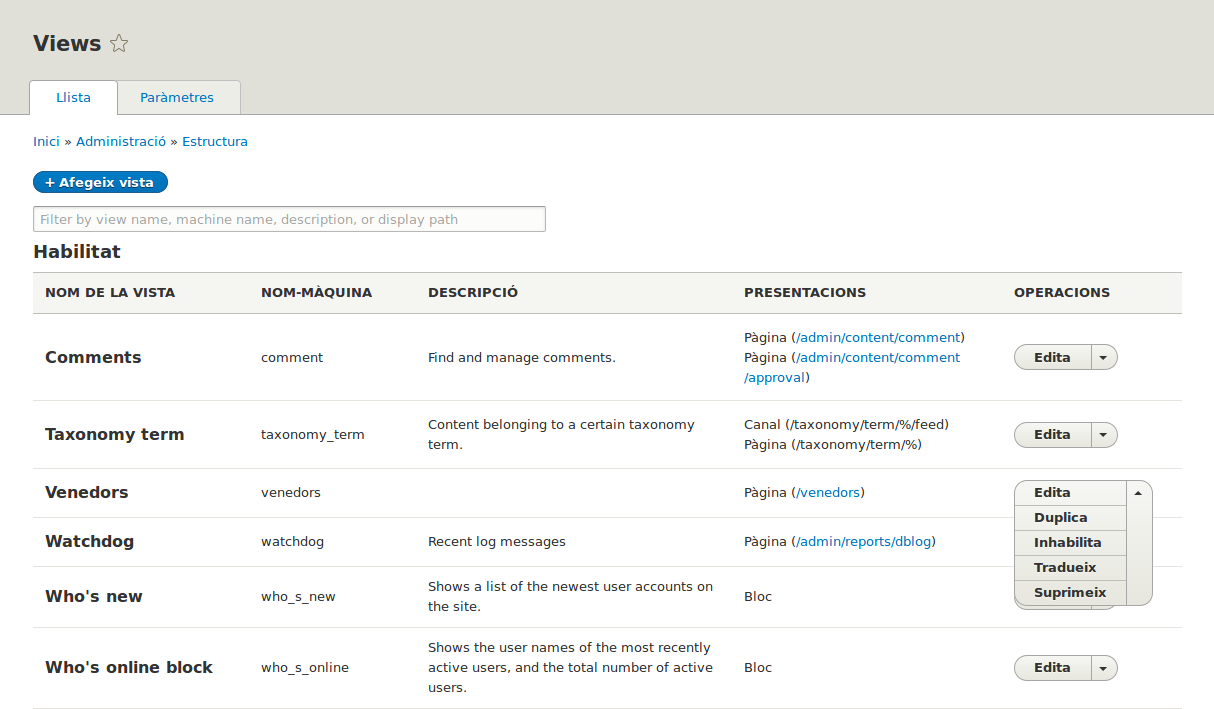 Views
Llista
Paràmetres
Inici » Administració » Estructura
+ Afegeix vista
Filter by view name, machine name, description, or display path
Habilitat
NOM DE LA VISTA
NOM-MÀQUINA
DESCRIPCIÓ
PRESENTACIONS
OPERACIONS
Comments
comment
Find and manage comments.
Pàgina (/admin/content/comment)
Pàgina (/admin/content/comment
/approval)
Edita
Taxonomy term
taxonomy_term
Content belonging to a certain taxonomy
term.
Canal (/taxonomy/term/%/feed)
Pàgina (/taxonomy/term/%)
Edita
Venedors
venedors
Pàgina (/venedors)
Edita
Duplica
Inhabilita
Tradueix
Suprimeix
Watchdog
watchdog
Recent log messages
Pàgina (/admin/reports/dblog)
Who's new
who_s_new
Shows a list of the newest user accounts on
the site.
Bloc
Who's online block
who_s_online
Shows the user names of the most recently
active users, and the total number of active
users.
Bloc
Edita